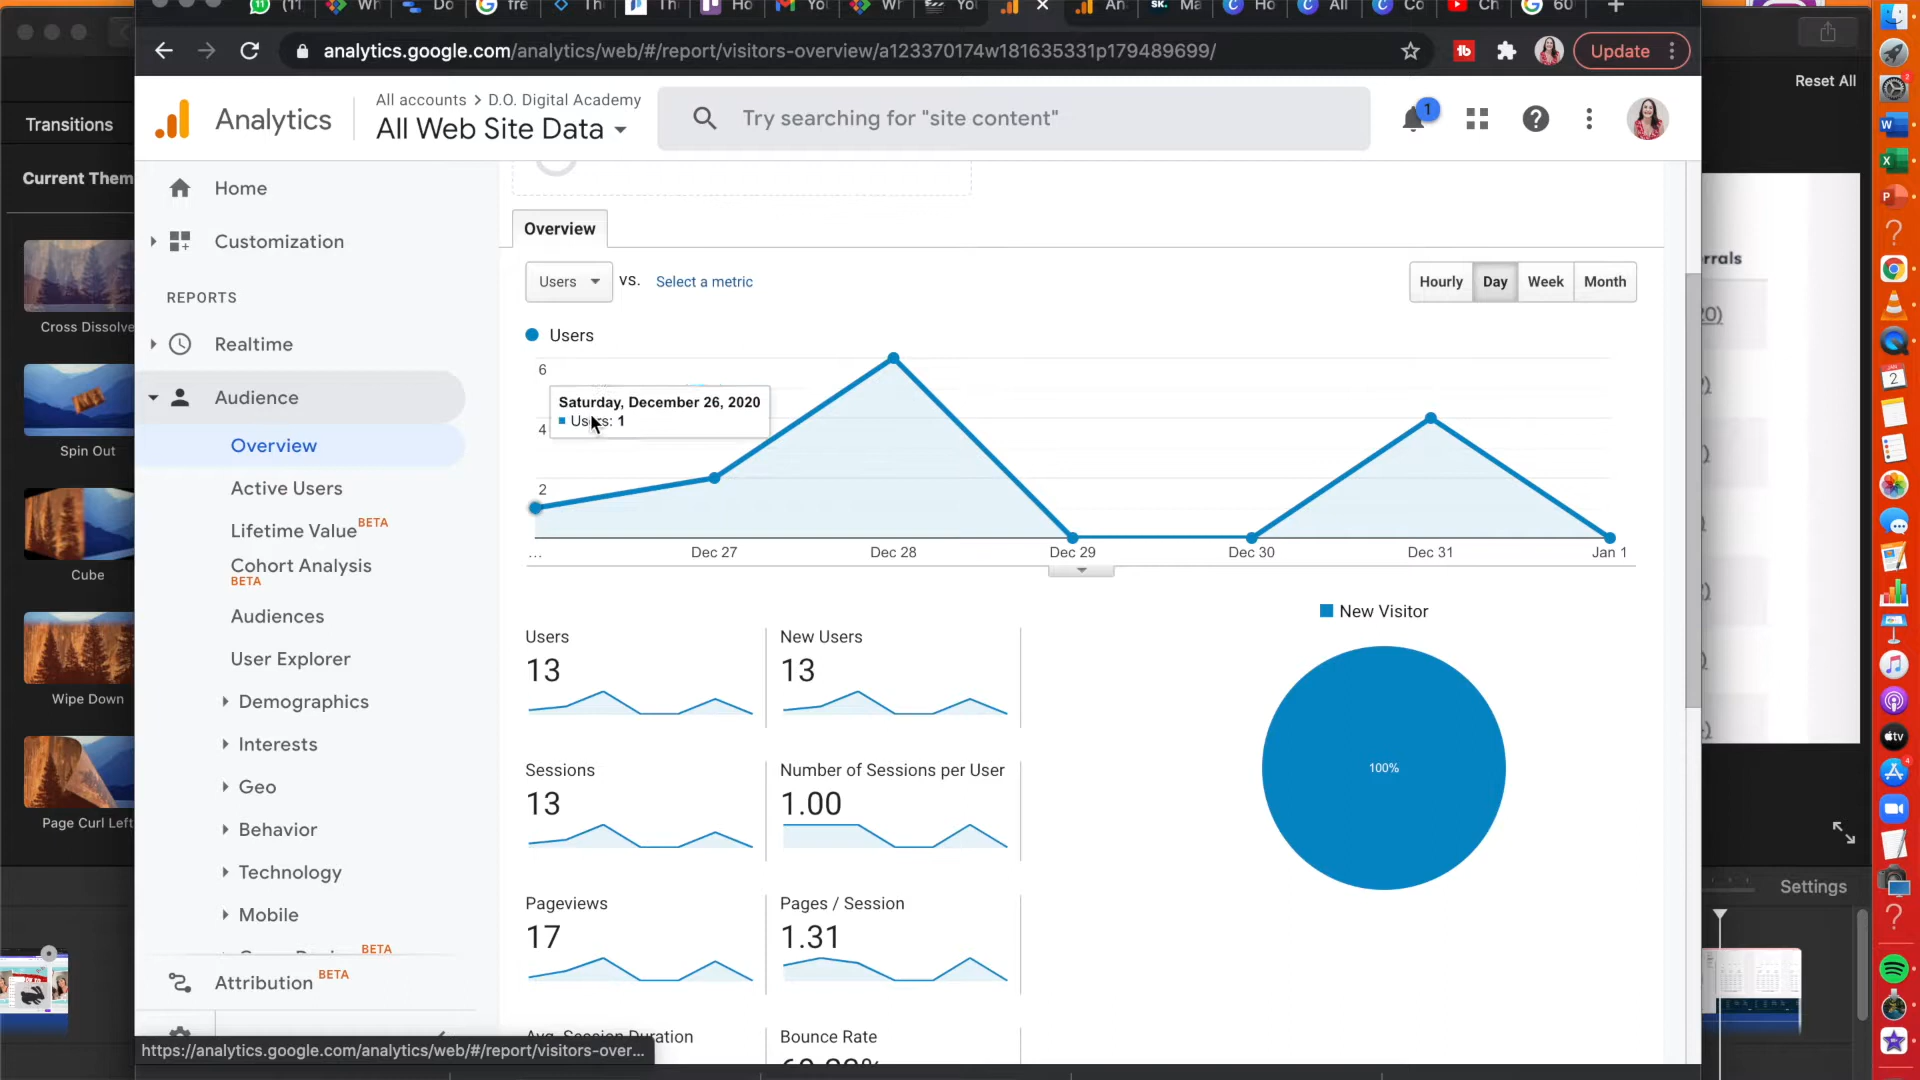 analytics.google.com/analytics/web/#/report/visitors-overview/a123370174w181635331p179489699/
Update
Reset All
Transitions
Current Them
Cross Dissolve
Spin Out
Cube
Wipe Down
Page Curl Left
Analytics
All accounts > D.O. Digital Academy
All Web Site Data
Try searching for "site content"
1
Home
Customization
REPORTS
Realtime
Audience
Overview
Active Users
Lifetime Value BETA
Cohort Analysis
BETA
Audiences
User Explorer
Demographics
Interests
Geo
Behavior
Technology
Mobile
BETA
Attribution BETA
Overview
Users
VS.
Select a metric
Hourly
Day
Week
Month
Users
6
4
2
Saturday, December 26, 2020
Users: 1
...
Dec 27
Dec 28
Dec 29
Dec 30
Dec 31
Jan 1
Users
13
New Users
13
Sessions
13
Number of Sessions per User
1.00
Pageviews
17
Pages / Session
1.31
Avg. Session Duration
Bounce Rate
New Visitor
100%
https://analytics.google.com/analytics/web/#/report/visitors-over...
rrals
Settings